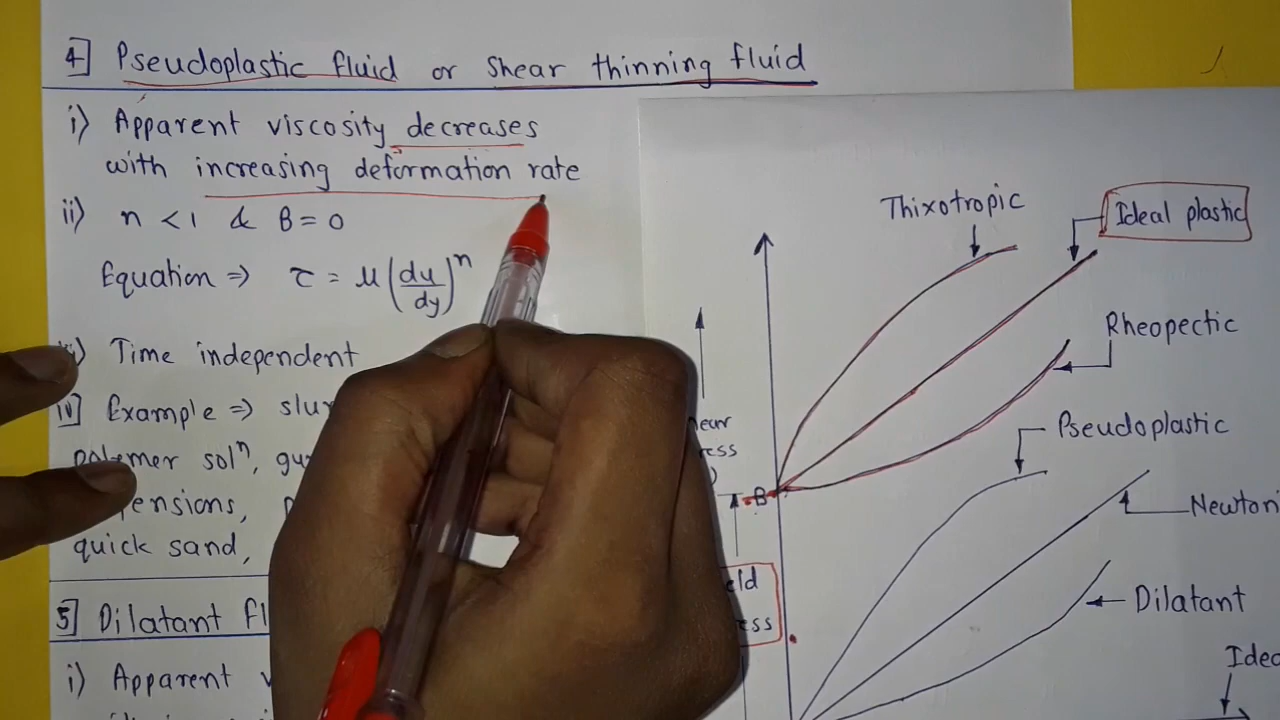 4] Pseudoplastic fluid or Shear thinning fluid
i) Apparent viscosity decreases
with increasing deformation rate
ii) n < 1 & B = 0
Equation ⇒ τ = μ(du/dy)^n
Time independent
iv] Example ⇒
polymer solⁿ,
quick sand,
5] Dilatant
i) Apparent
Thixotropic
Ideal plastic
Rheopectic
B
Pseudoplastic
Newton
Dilatant